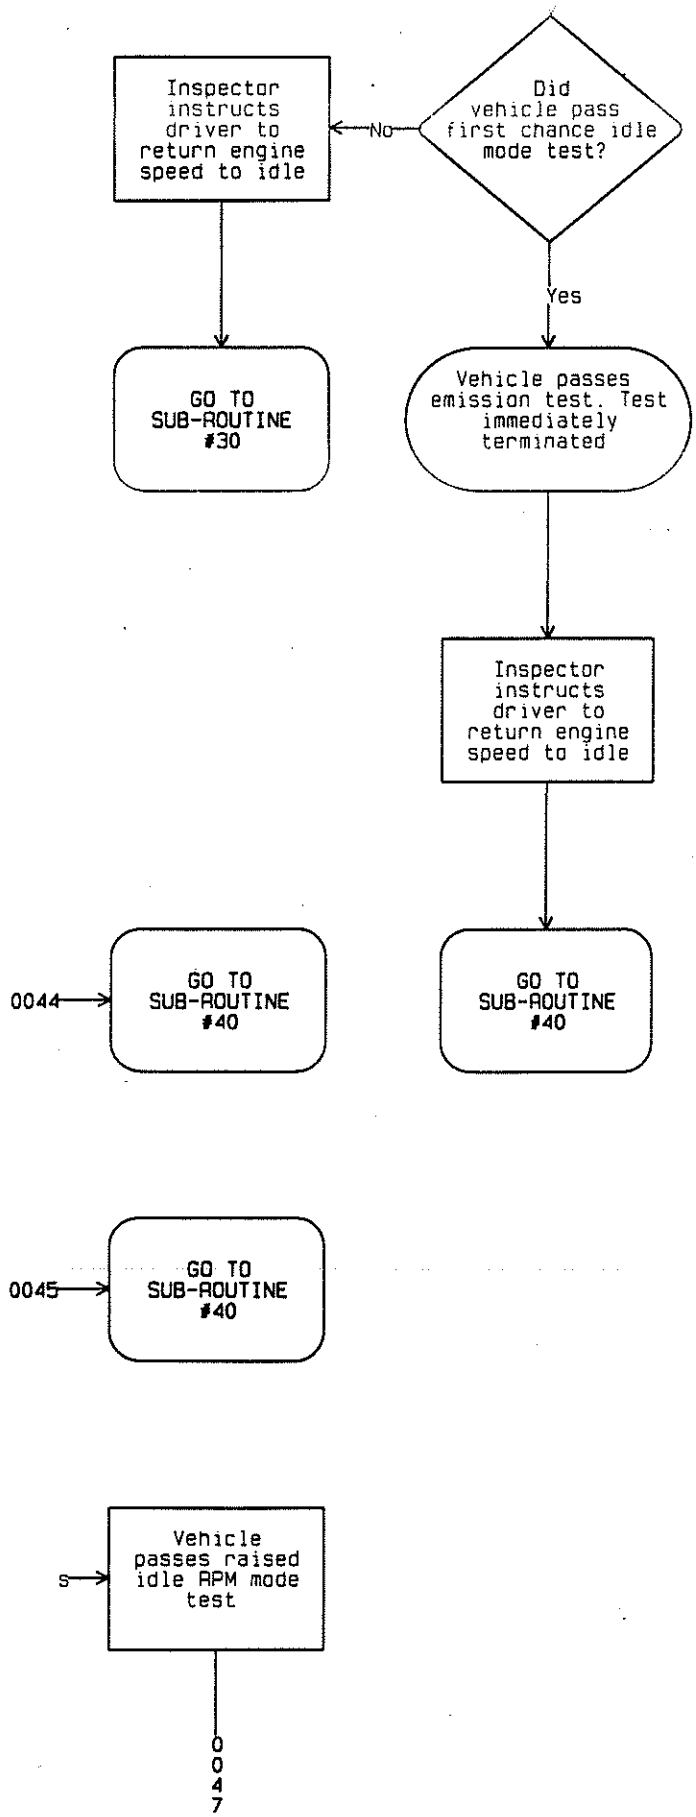 Inspector
instructs
driver to
return engine
speed to idle
No
Did
vehicle pass
first chance idle
mode test?
Yes
GO TO
SUB-ROUTINE
#30
Vehicle passes
emission test. Test
immediately
terminated
Inspector
instructs
driver to
return engine
speed to idle
0044
GO TO
SUB-ROUTINE
#40
GO TO
SUB-ROUTINE
#40
0045
GO TO
SUB-ROUTINE
#40
s
Vehicle
passes raised
idle RPM mode
test
0
0
4
7